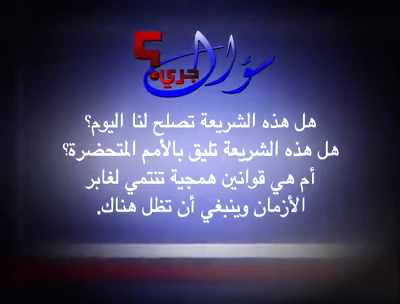 سؤال جريء؟
هل هذه الشريعة تصلح لنا اليوم؟
هل هذه الشريعة تليق بالأمم المتحضرة؟
أم هي قوانين همجية تنتمي لغابر
الأزمان وينبغي أن تظل هناك.